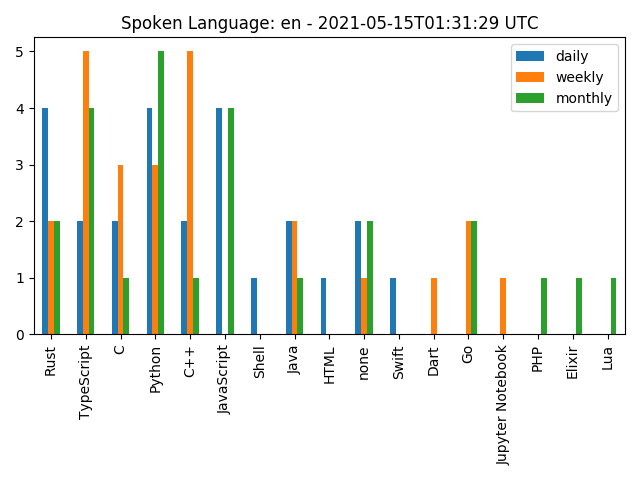 Spoken Language: en - 2021-05-15T01:31:29 UTC
daily
weekly
monthly
5
4
3
2
1
0
Rust
TypeScript
C
Python
C++
JavaScript
Shell
Java
HTML
none
Swift
Dart
Go
Jupyter Notebook
PHP
Elixir
Lua